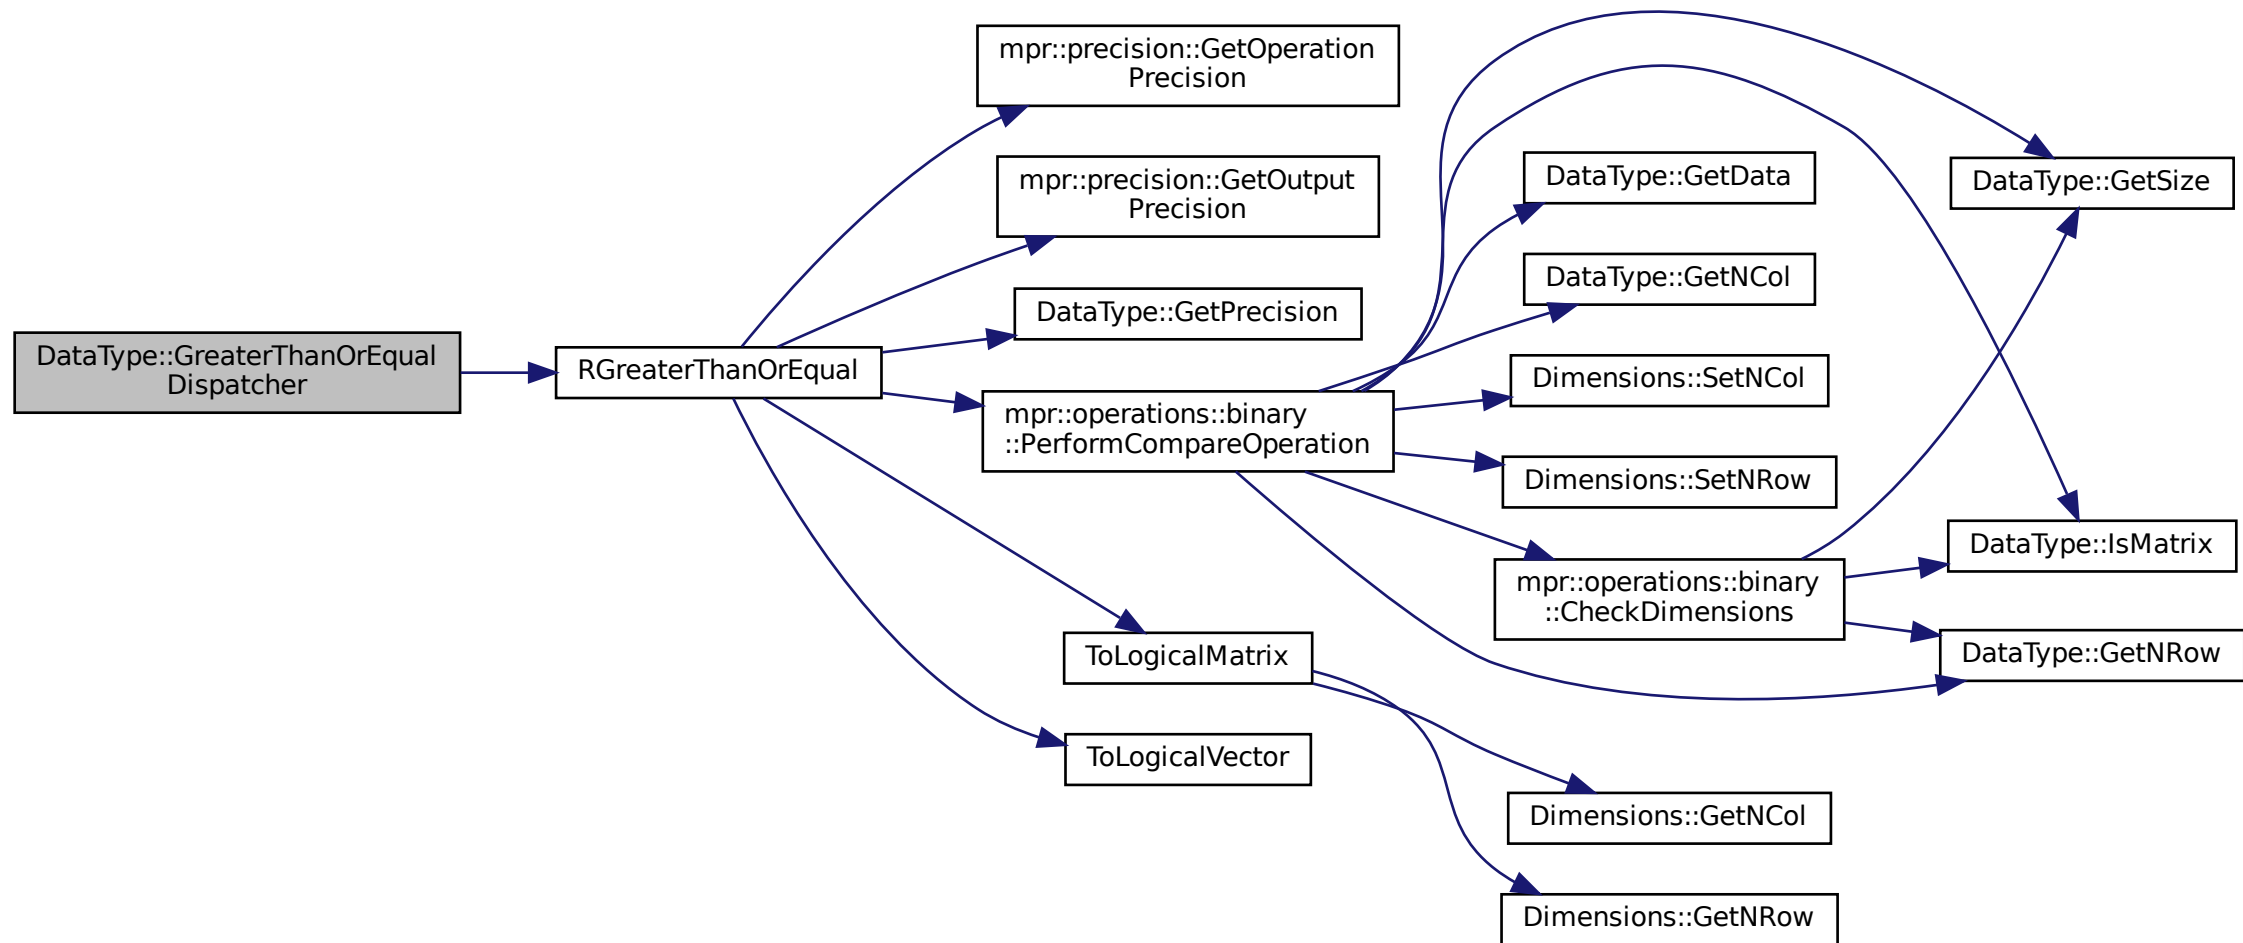 mpr::precision::GetOperation
Precision
mpr::precision::GetOutput
Precision
DataType::GetPrecision
DataType::GreaterThanOrEqual
Dispatcher
RGreaterThanOrEqual
mpr::operations::binary
::PerformCompareOperation
ToLogicalMatrix
ToLogicalVector
DataType::GetData
DataType::GetNCol
Dimensions::SetNCol
Dimensions::SetNRow
mpr::operations::binary
::CheckDimensions
Dimensions::GetNCol
Dimensions::GetNRow
DataType::GetSize
DataType::IsMatrix
DataType::GetNRow